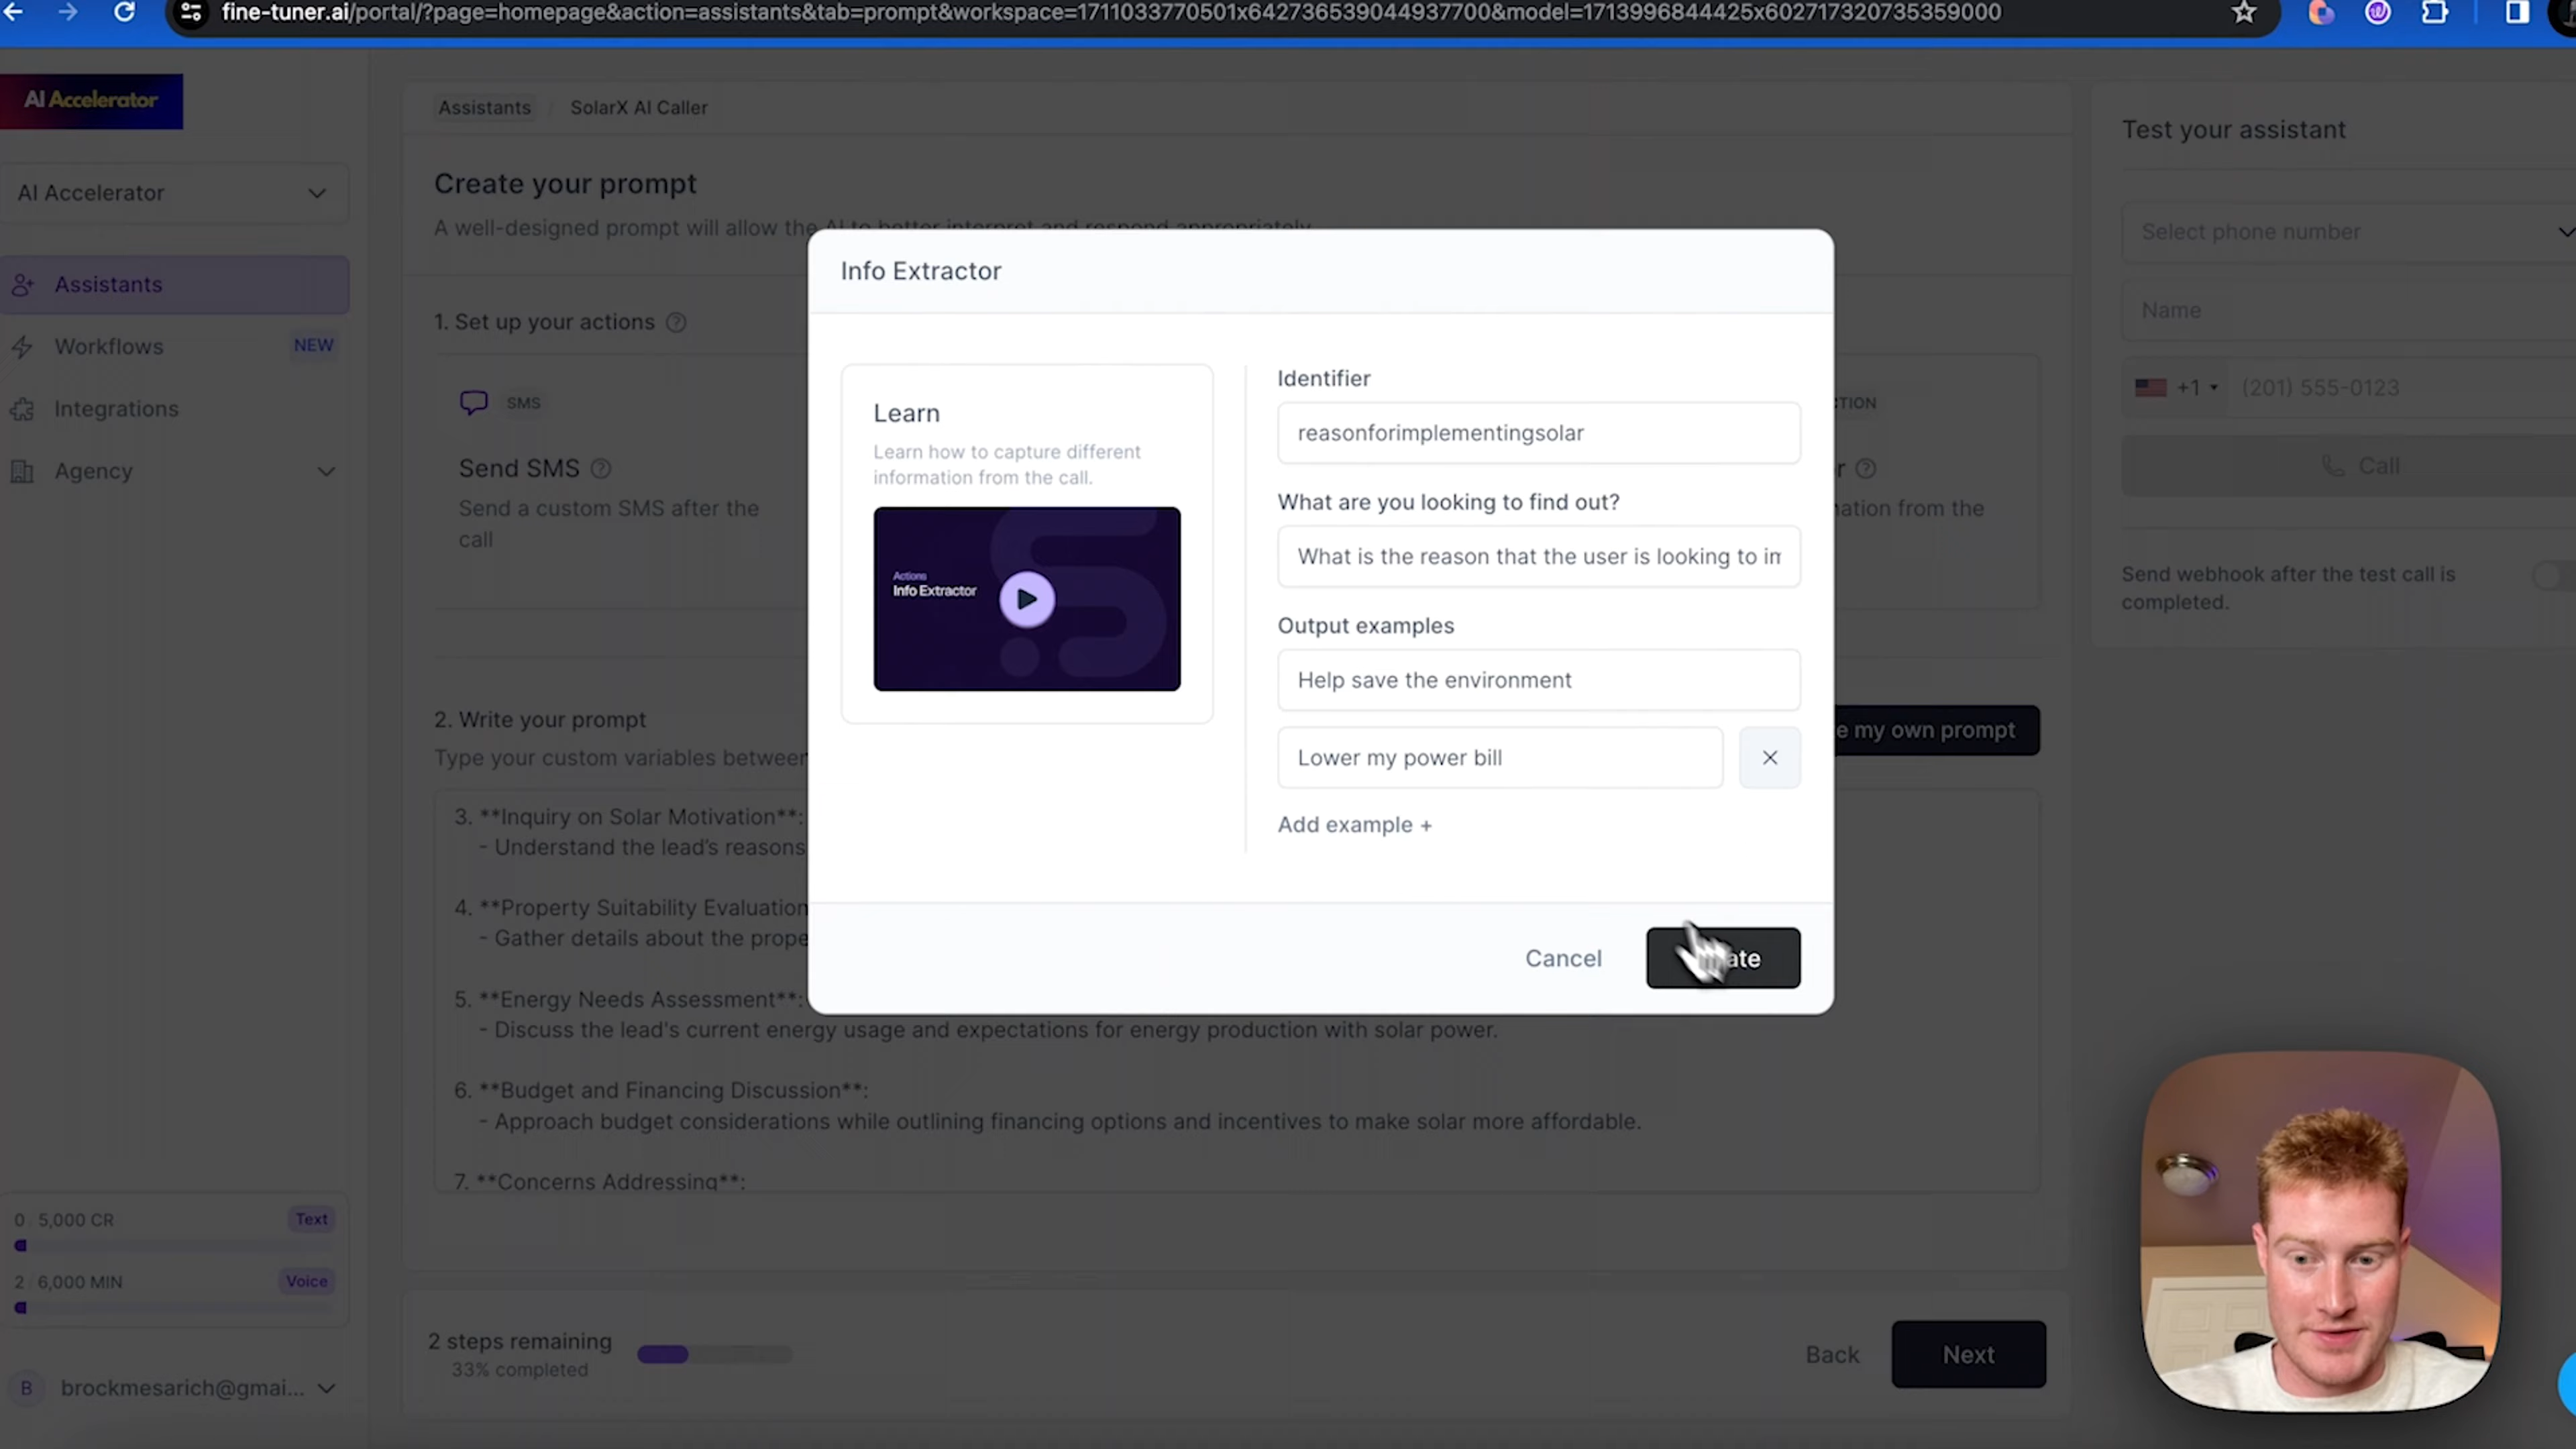 fine-tuner.ai/portal/?page=homepage&action=assistants&tab=prompt&workspace=1711033770501x642736539044937700&model=1713996844425x602717320735359000
AI Accelerator
AI Accelerator
Assistants
Workflows NEW
Integrations
Agency
0 / 5,000 CR Text
2 / 6,000 MIN Voice
B brockmesarich@gmai...
Assistants / SolarX AI Caller
Create your prompt
A well-designed prompt will allow the AI to better interpret and respond appropriately
1. Set up your actions
SMS
Send SMS
Send a custom SMS after the
call
2. Write your prompt
Type your custom variables between
3. **Inquiry on Solar Motivation**:
- Understand the lead's reasons
4. **Property Suitability Evaluation
- Gather details about the prope
5. **Energy Needs Assessment**:
- Discuss the lead's current energy usage and expectations for energy production with solar power.
6. **Budget and Financing Discussion**:
- Approach budget considerations while outlining financing options and incentives to make solar more affordable.
7. **Concerns Addressing**:
2 steps remaining
33% completed
Back
Next
Info Extractor
Learn
Learn how to capture different
information from the call.
Actions
Info Extractor
Identifier
reasonforimplementingsolar
What are you looking to find out?
What is the reason that the user is looking to im
Output examples
Help save the environment
Lower my power bill
Add example +
Cancel
my own prompt
Test your assistant
Select phone number
Name
+1
(201) 555-0123
Call
Send webhook after the test call is
completed.